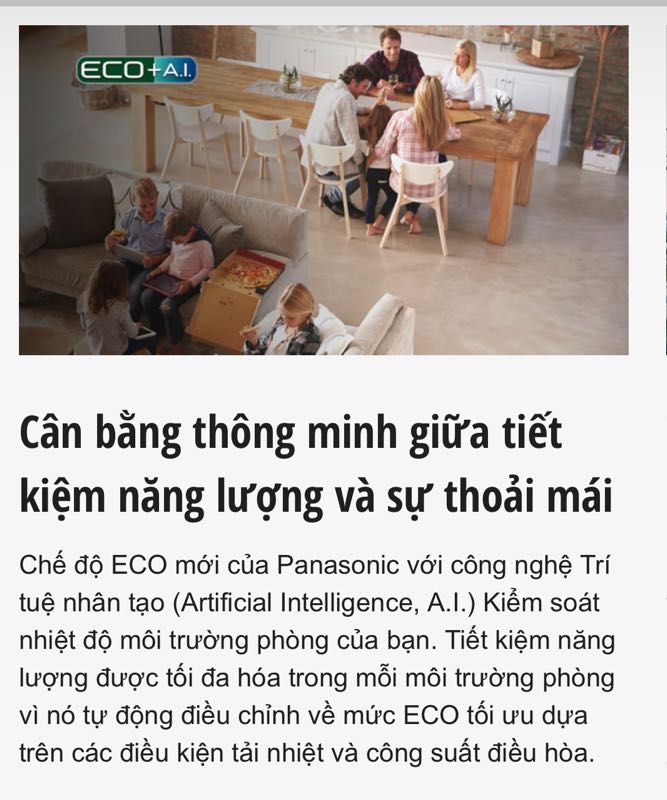 ECO+A.I.
Cân bằng thông minh giữa tiết
kiệm năng lượng và sự thoải mái
Chế độ ECO mới của Panasonic với công nghệ Trí
tuệ nhân tạo (Artificial Intelligence, A.I.) Kiểm soát
nhiệt độ môi trường phòng của bạn. Tiết kiệm năng
lượng được tối đa hóa trong mỗi môi trường phòng
vì nó tự động điều chỉnh về mức ECO tối ưu dựa
trên các điều kiện tải nhiệt và công suất điều hòa.